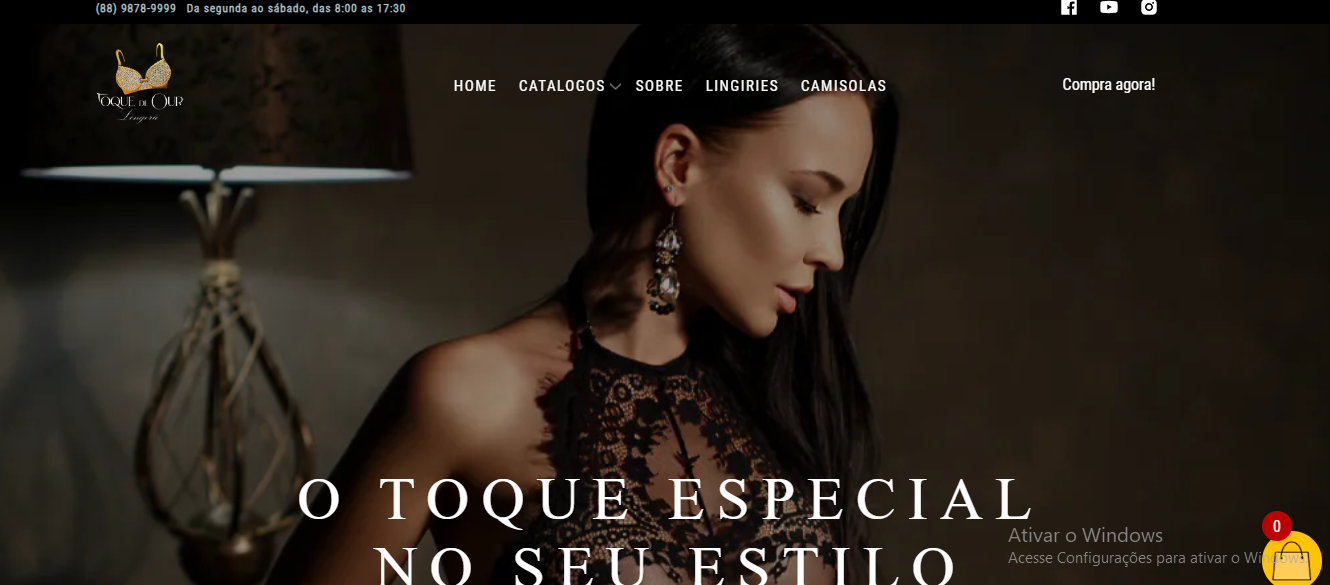 (88) 9878-9999 Da segunda ao sábado, das 8:00 as 17:30
TOQUE DE OUR
Lingerie
HOME CATALOGOS SOBRE LINGIRIES CAMISOLAS
Compra agora!
O TOQUE ESPECIAL
NO SEU ESTILO
Ativar o Windows
Acesse Configurações para ativar o Windows.
0